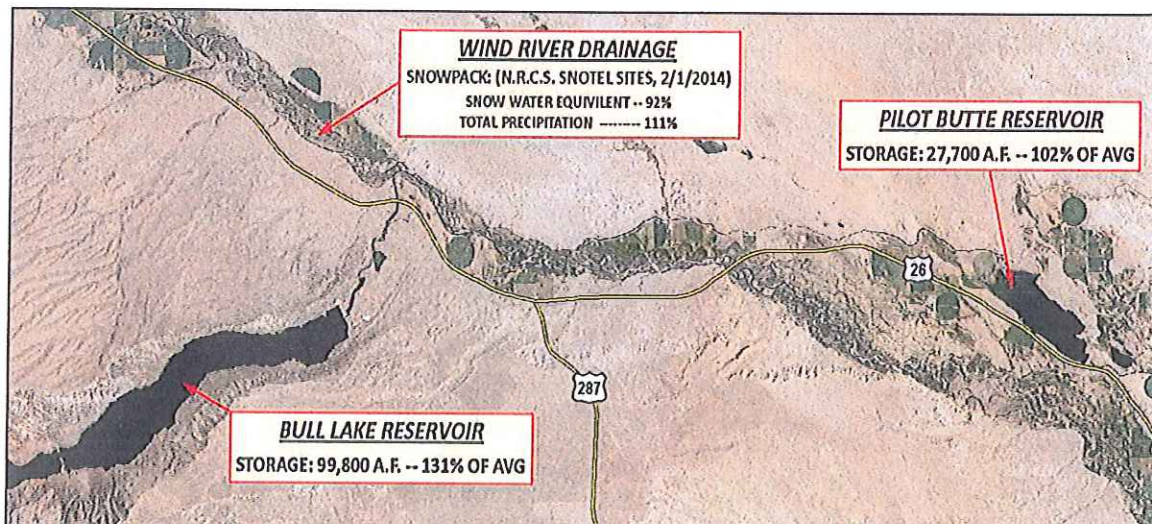 WIND RIVER DRAINAGE
SNOWPACK: (N.R.C.S. SNOTEL SITES, 2/1/2014)
SNOW WATER EQUIVILENT -- 92%
TOTAL PRECIPITATION -------- 111%
PILOT BUTTE RESERVOIR
STORAGE: 27,700 A.F. -- 102% OF AVG
26
287
BULL LAKE RESERVOIR
STORAGE: 99,800 A.F. -- 131% OF AVG